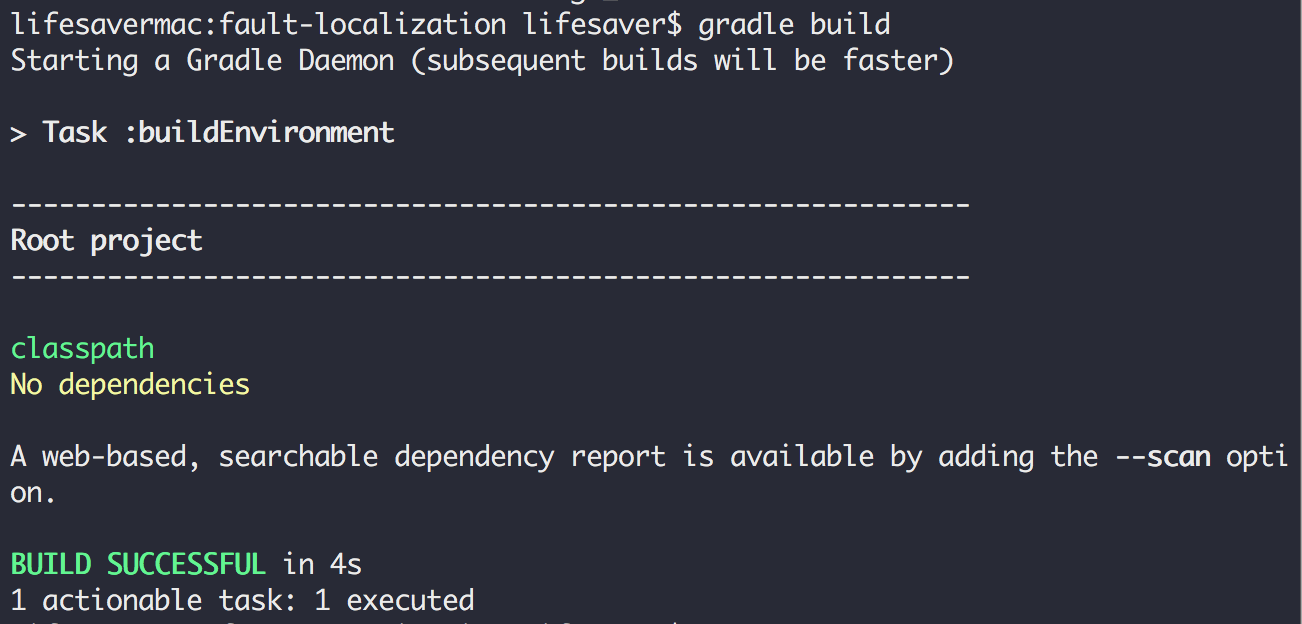 lifesavermac:fault-localization lifesaver$ gradle build
Starting a Gradle Daemon (subsequent builds will be faster)
> Task :buildEnvironment
------------------------------------------------------------
Root project
------------------------------------------------------------
classpath
No dependencies
A web-based, searchable dependency report is available by adding the --scan opti
on.
BUILD SUCCESSFUL in 4s
1 actionable task: 1 executed